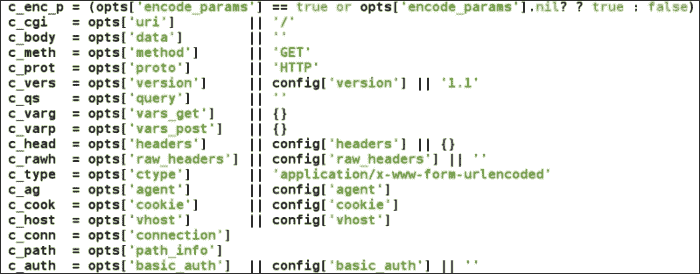 c_enc_p = (opts['encode_params'] == true or opts['encode_params'].nil? ? true : false)
c_cgi = opts['uri'] || '/'
c_body = opts['data'] || ''
c_meth = opts['method'] || 'GET'
c_prot = opts['proto'] || 'HTTP'
c_vers = opts['version'] || config['version'] || '1.1'
c_qs = opts['query'] || ''
c_varg = opts['vars_get'] || {}
c_varp = opts['vars_post'] || {}
c_head = opts['headers'] || config['headers'] || {}
c_rawh = opts['raw_headers'] || config['raw_headers'] || ''
c_type = opts['ctype'] || 'application/x-www-form-urlencoded'
c_ag = opts['agent'] || config['agent']
c_cook = opts['cookie'] || config['cookie']
c_host = opts['vhost'] || config['vhost']
c_conn = opts['connection']
c_path = opts['path_info']
c_auth = opts['basic_auth'] || config['basic_auth'] || ''